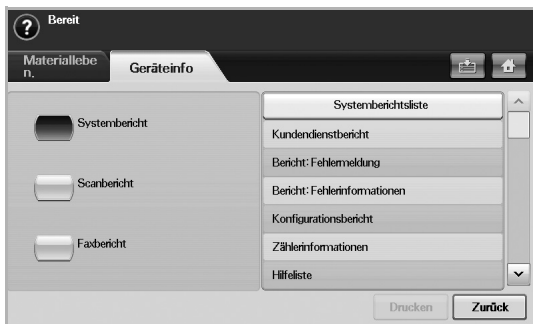 ? Bereit
Materiallebe
n.
Geräteinfo
Systembericht
Scanbericht
Faxbericht
Systemberichtsliste
Kundendienstbericht
Bericht: Fehlermeldung
Bericht: Fehlerinformationen
Konfigurationsbericht
Zählerinformationen
Hilfeliste
Drucken
Zurück